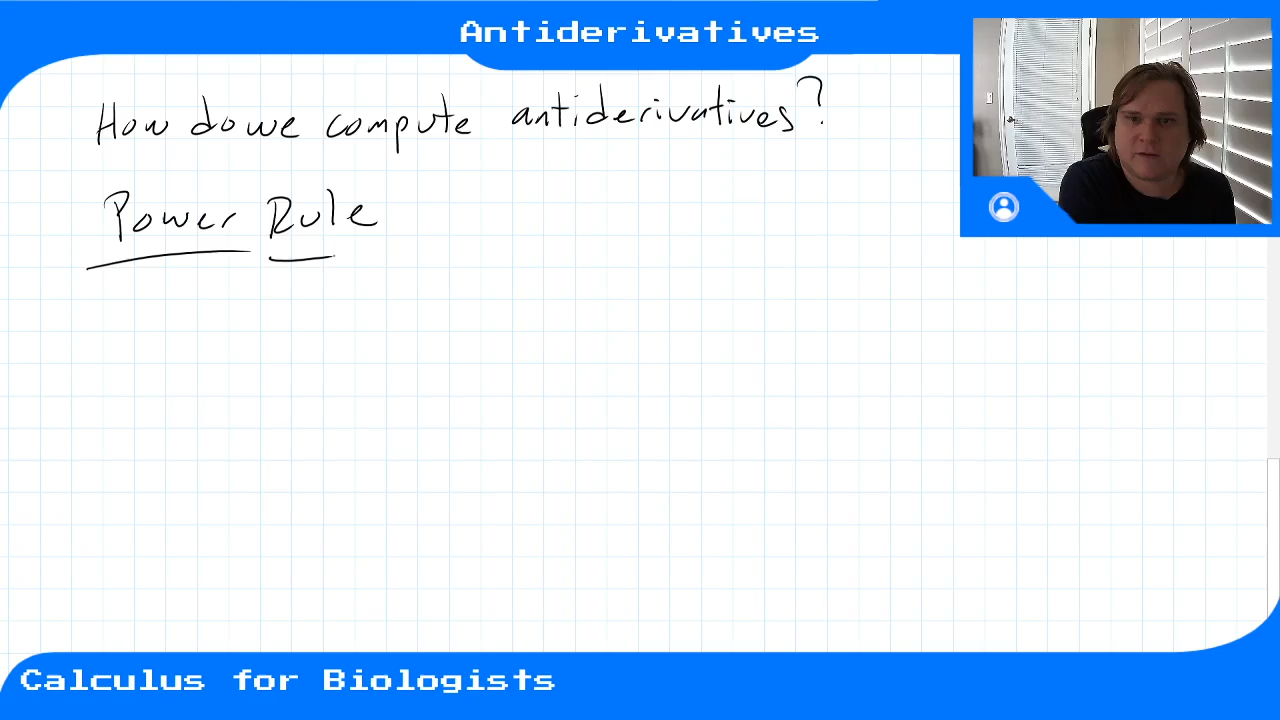 Antiderivatives
How do we compute antiderivatives?
Power Rule
Calculus for Biologists